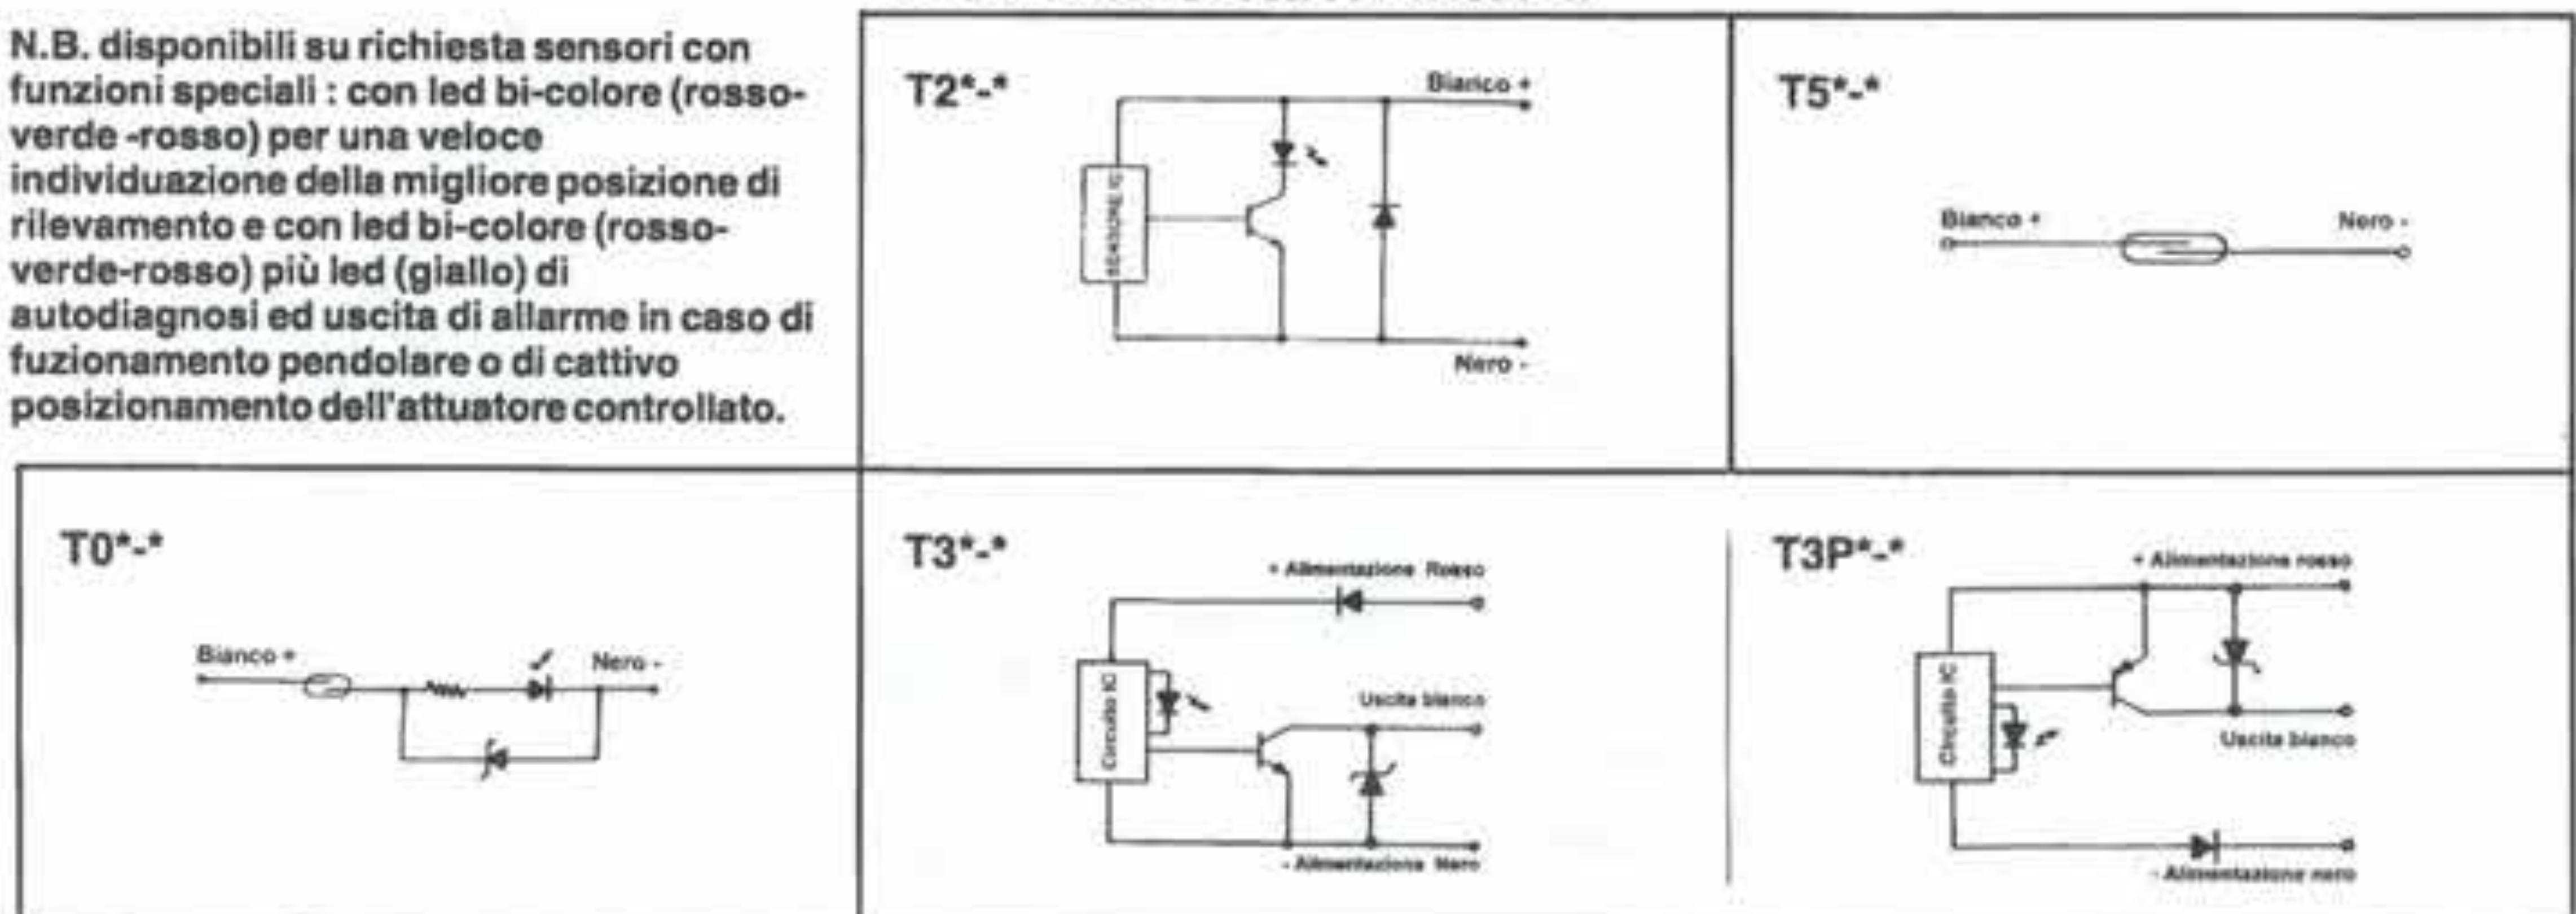 N.B. disponibili su richiesta sensori con
funzioni speciali : con led bi-colore (rosso-
verde -rosso) per una veloce
individuazione della migliore posizione di
rilevamento e con led bi-colore (rosso-
verde-rosso) più led (giallo) di
autodiagnosi ed uscita di allarme in caso di
fuzionamento pendolare o di cattivo
posizionamento dell'attuatore controllato.
T2*-*
Bianco +
Nero -
T5*-*
Bianco +
Nero -
T0*-*
Bianco +
Nero -
T3*-*
+ Alimentazione Rosso
Circuito IC
Uscita bianco
- Alimentazione Nero
T3P*-*
+ Alimentazione rosso
Circuito IC
Uscita bianco
- Alimentazione nero